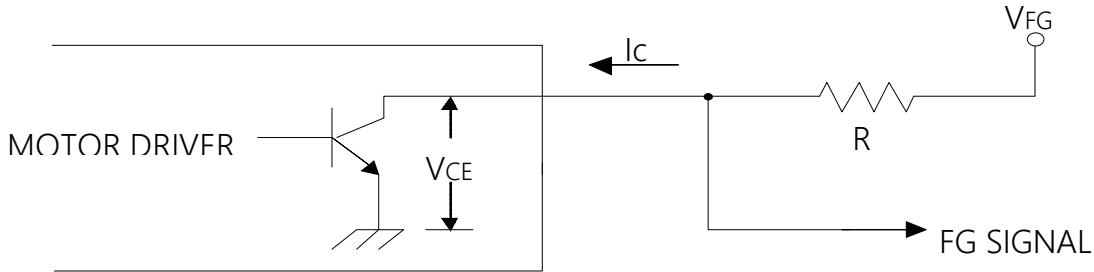 VFG
Ic
R
MOTOR DRIVER
VCE
FG SIGNAL